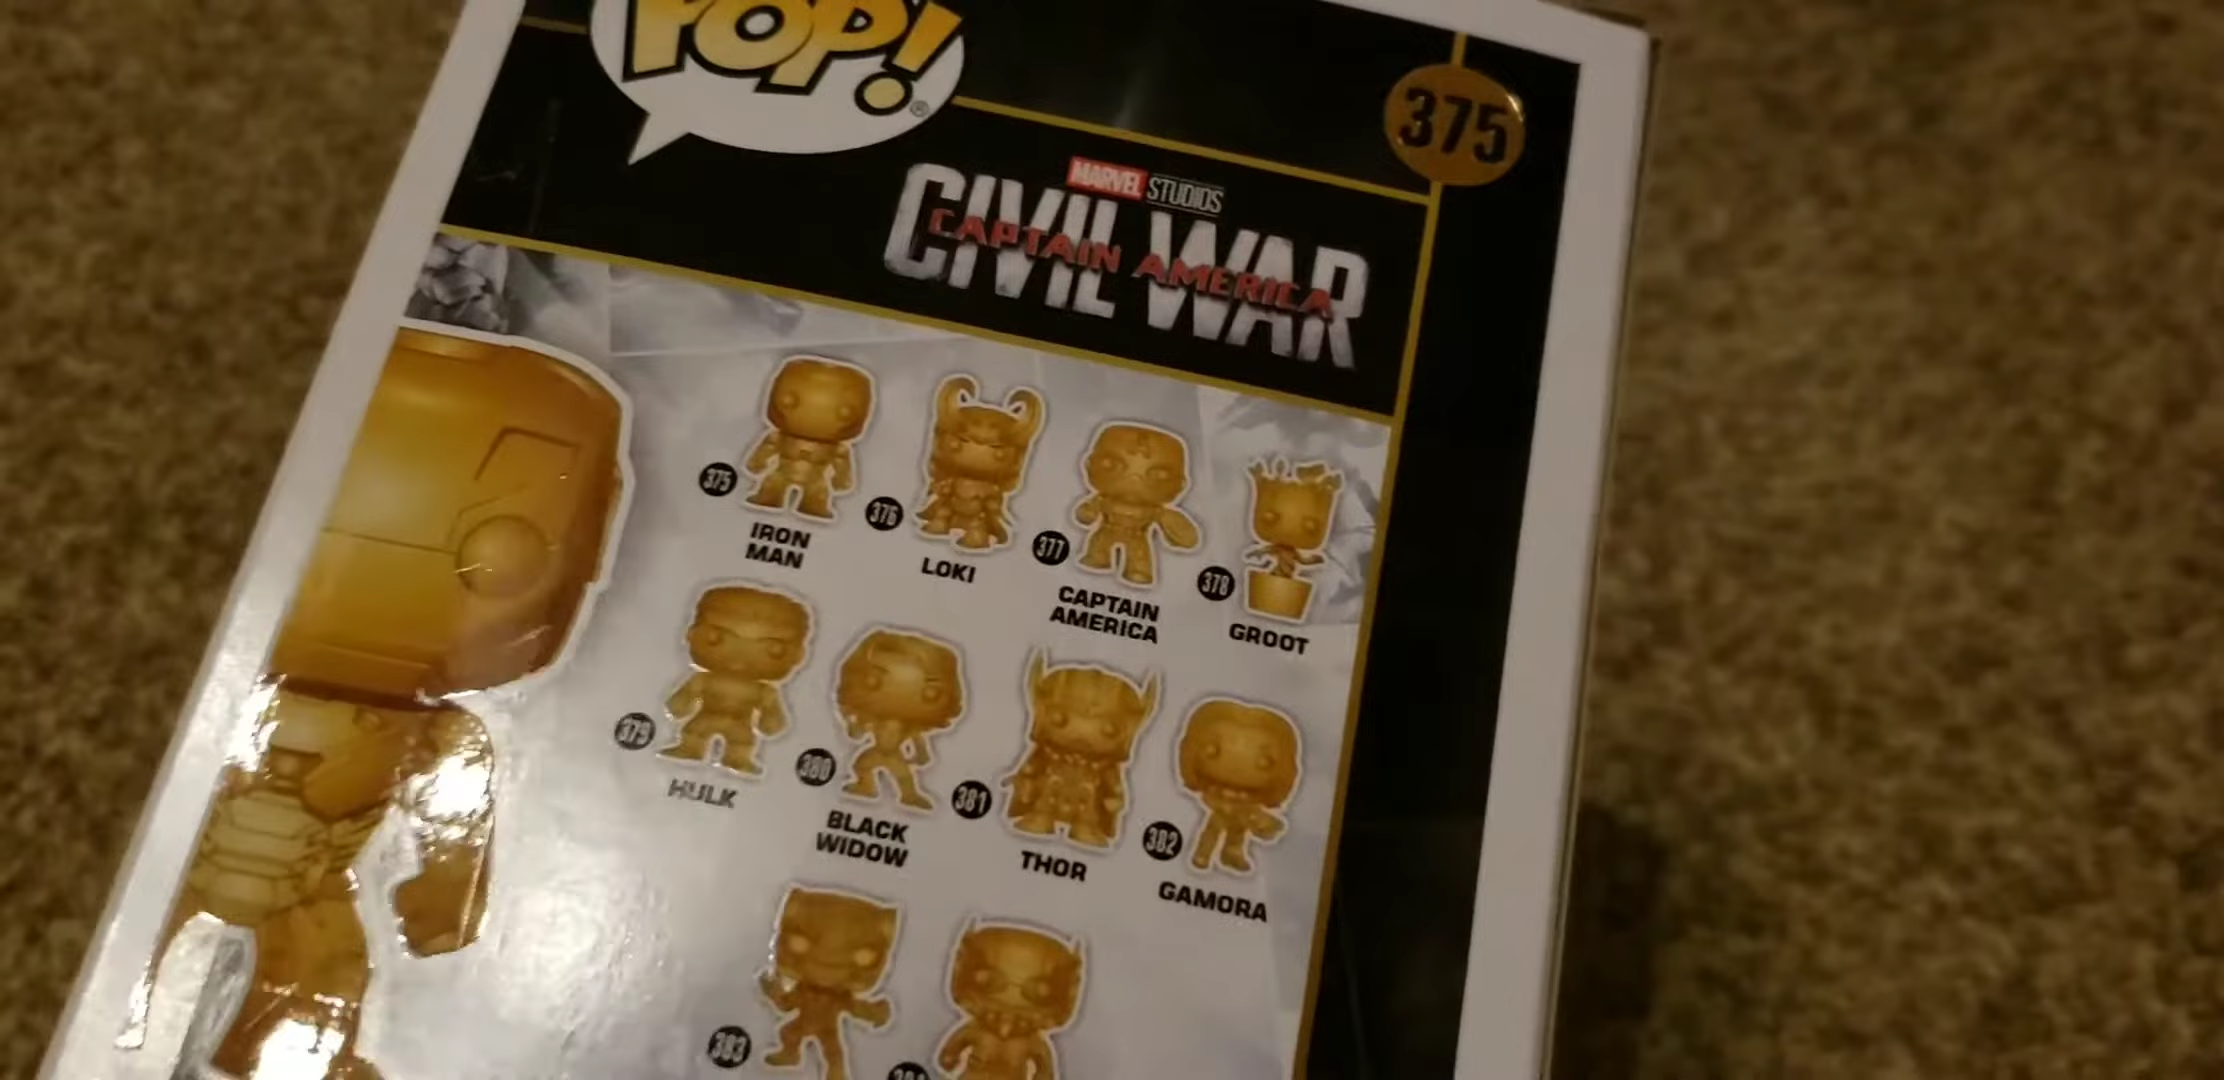 POP!
®
375
MARVEL STUDIOS
CAPTAIN AMERICA
CIVIL WAR
375
IRON
MAN
376
LOKI
377
CAPTAIN
AMERICA
378
GROOT
379
HULK
380
BLACK
WIDOW
381
THOR
382
GAMORA
383